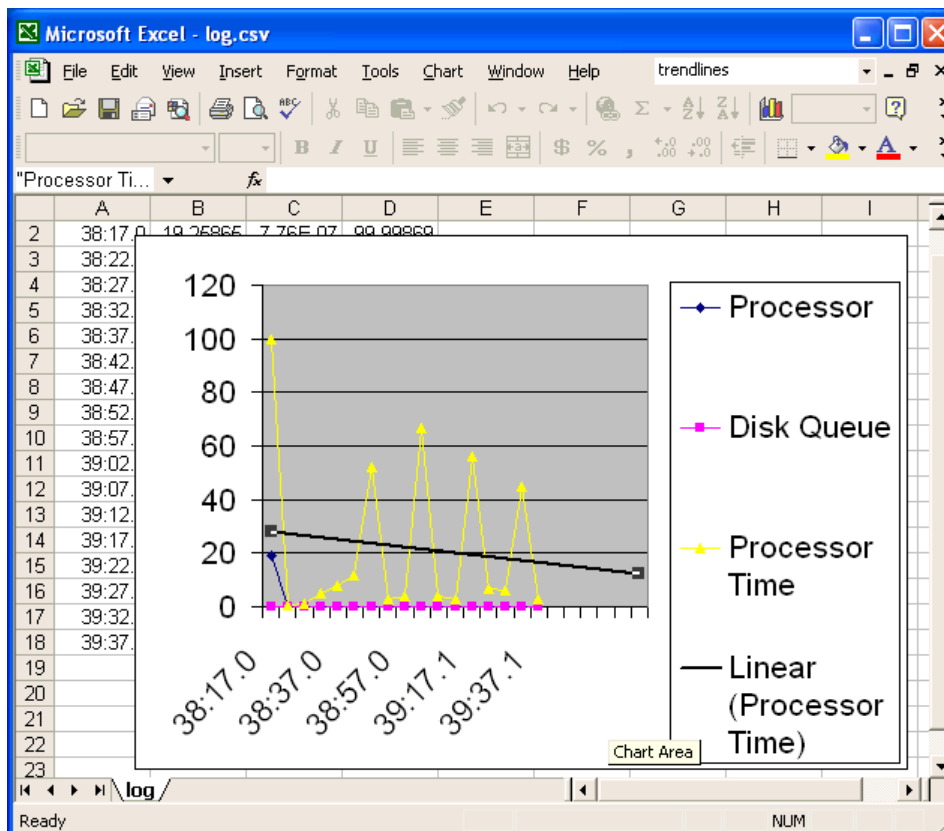 Microsoft Excel - log.csv
File Edit View Insert Format Tools Chart Window Help trendlines
ABC
B I U $ % ,
"Processor Ti... fx
A B C D E F G H I
2 38:17.0 19.25865 7.76E-07 99.99869
3 38:22.
4 38:27.
5 38:32.
6 38:37.
7 38:42.
8 38:47.
9 38:52.
10 38:57.
11 39:02.
12 39:07.
13 39:12.
14 39:17.
15 39:22.
16 39:27.
17 39:32.
18 39:37.
19
20
21
22
23
120
100
80
60
40
20
0
38:17.0 38:37.0 38:57.0 39:17.1 39:37.1
Processor
Disk Queue
Processor
Time
Linear
(Processor
Time)
Chart Area
log
Ready NUM